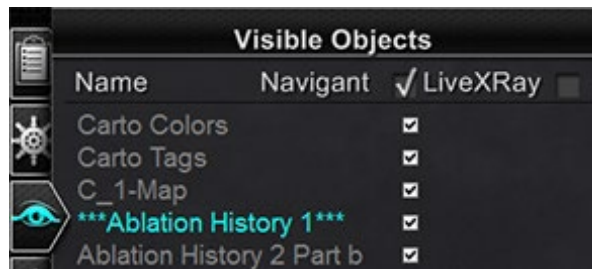 Visible Objects
Name Navigant LiveXRay
Carto Colors
Carto Tags
C_1-Map
***Ablation History 1***
Ablation History 2 Part b